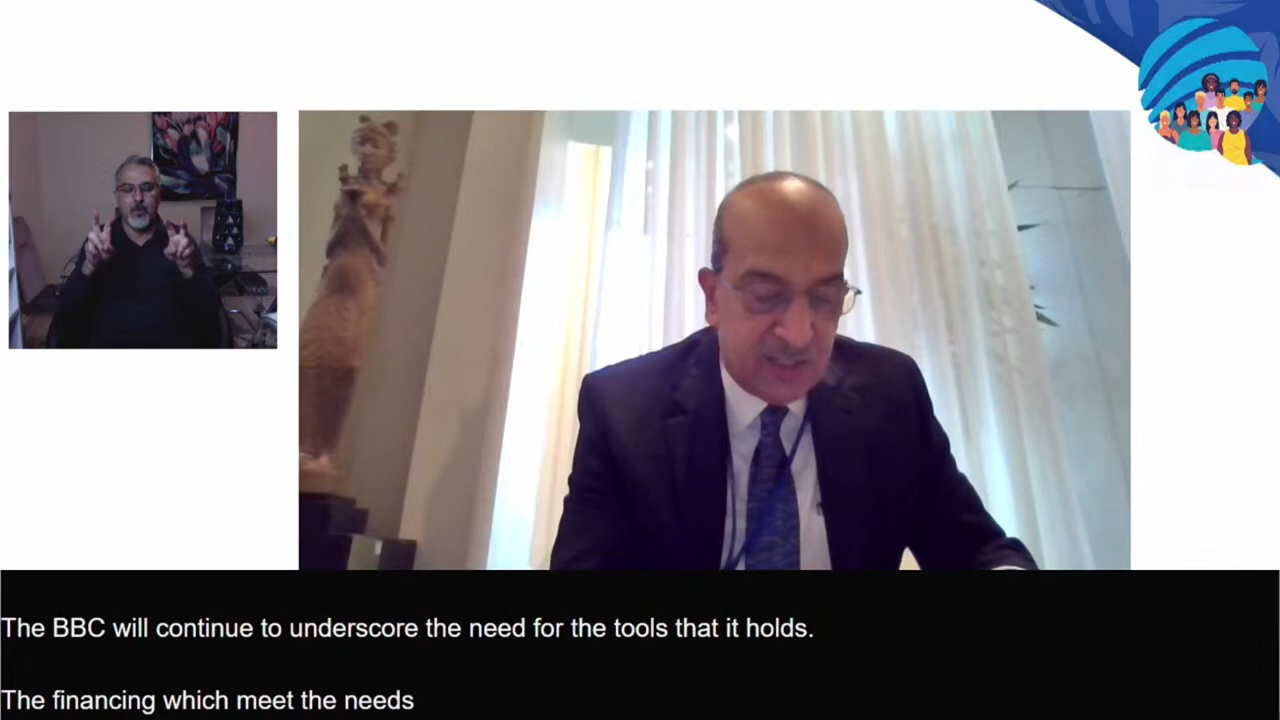 The BBC will continue to underscore the need for the tools that it holds.
The financing which meet the needs